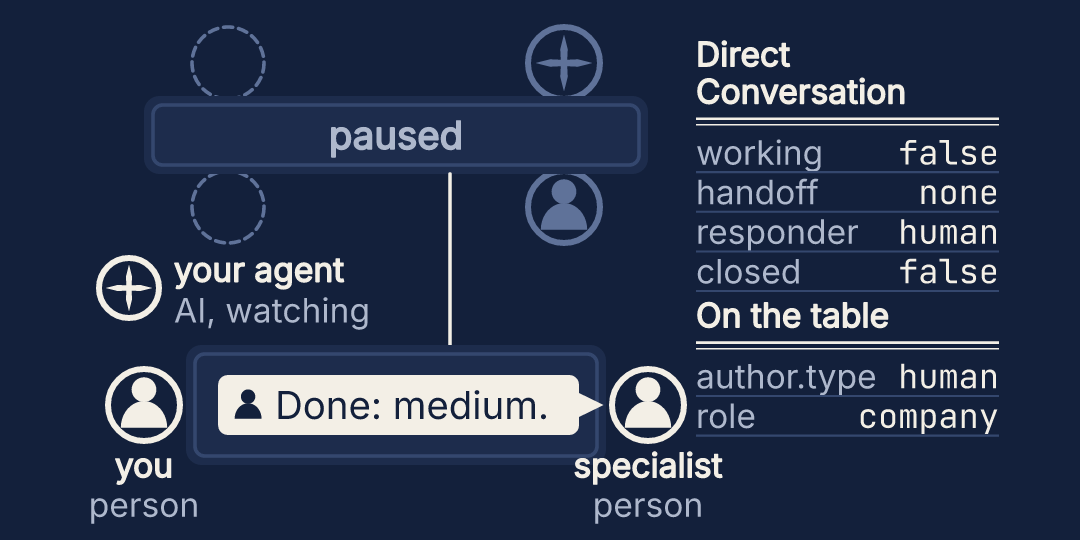 paused
your agent
AI, watching
Done: medium.
you
person
specialist
person
Direct
Conversation
working false
handoff none
responder human
closed false
On the table
author.type human
role company